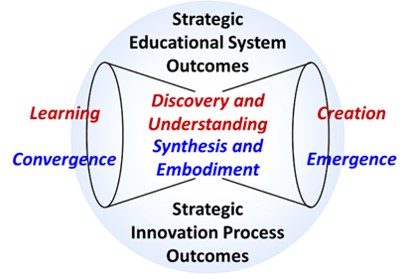 Strategic
Educational System
Outcomes
Learning
Convergence
Discovery and
Understanding
Synthesis and
Embodiment
Creation
Emergence
Strategic
Innovation Process
Outcomes